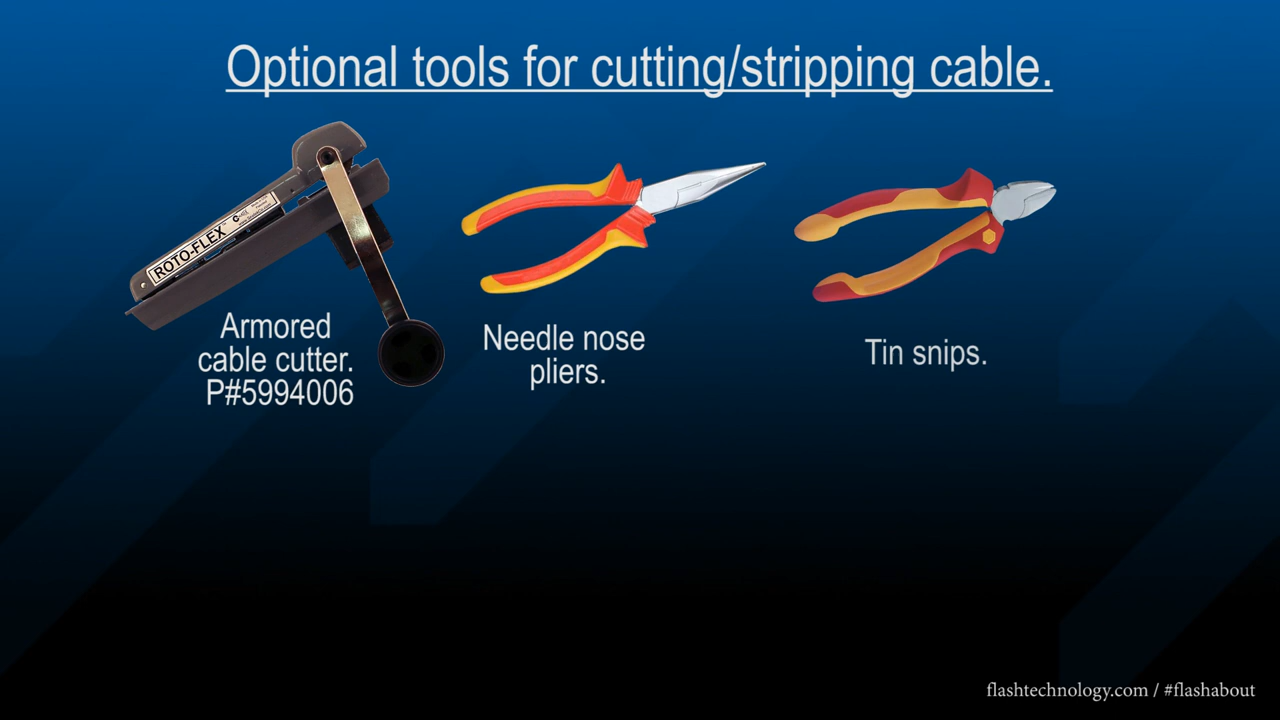 Optional tools for cutting/stripping cable.
ROTO-FLEX
Armored
cable cutter.
P#5994006
Needle nose
pliers.
Tin snips.
flashtechnology.com / #flashabout